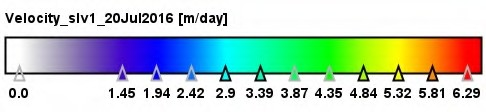 Velocity_slv1_20Jul2016 [m/day]
0.0 1.45 1.94 2.42 2.9 3.39 3.87 4.35 4.84 5.32 5.81 6.29